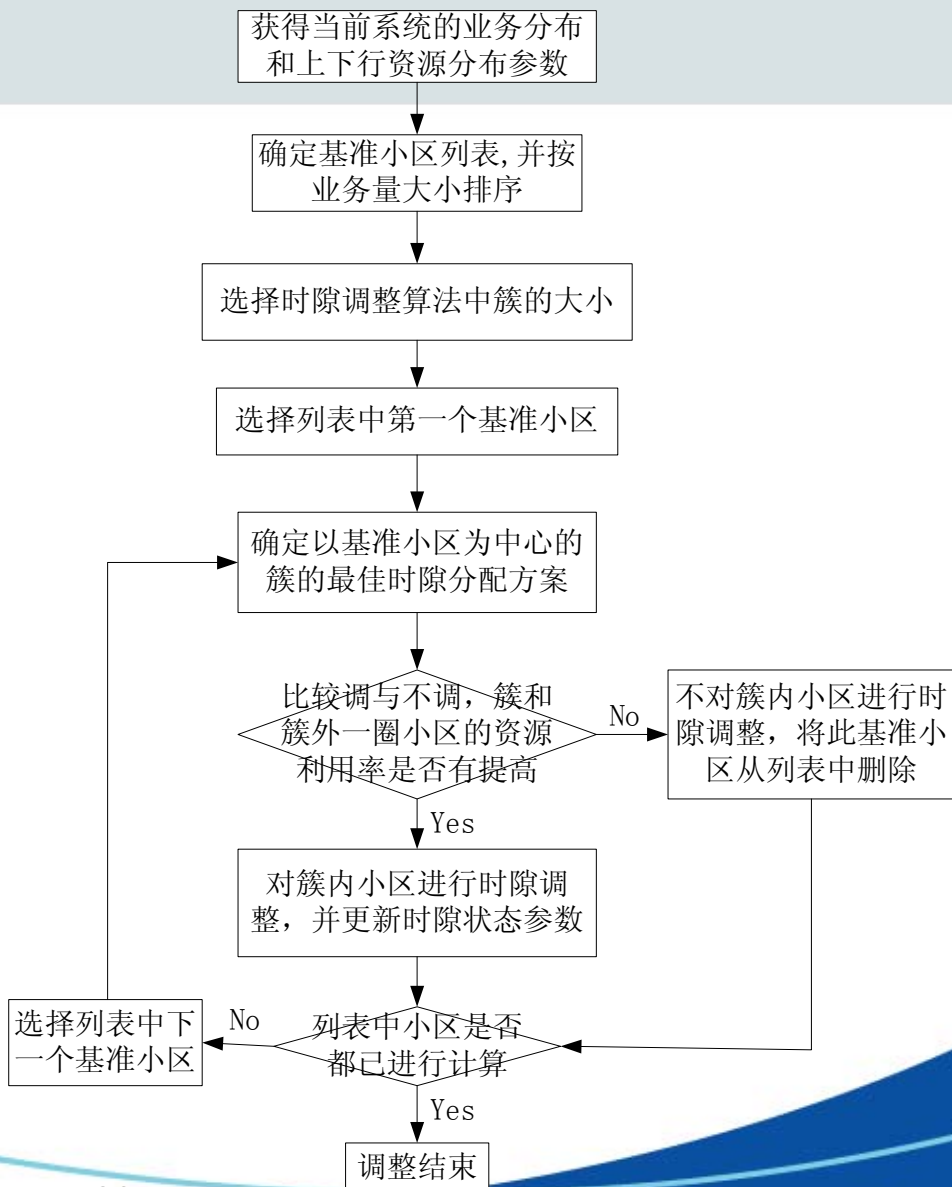 获得当前系统的业务分布
和上下行资源分布参数
确定基准小区列表,并按
业务量大小排序
选择时隙调整算法中簇的大小
选择列表中第一个基准小区
确定以基准小区为中心的
簇的最佳时隙分配方案
比较调与不调，簇和
簇外一圈小区的资源
利用率是否有提高
No
不对簇内小区进行时
隙调整，将此基准小
区从列表中删除
Yes
对簇内小区进行时隙调
整，并更新时隙状态参数
选择列表中下
一个基准小区
No
列表中小区是否
都已进行计算
Yes
调整结束